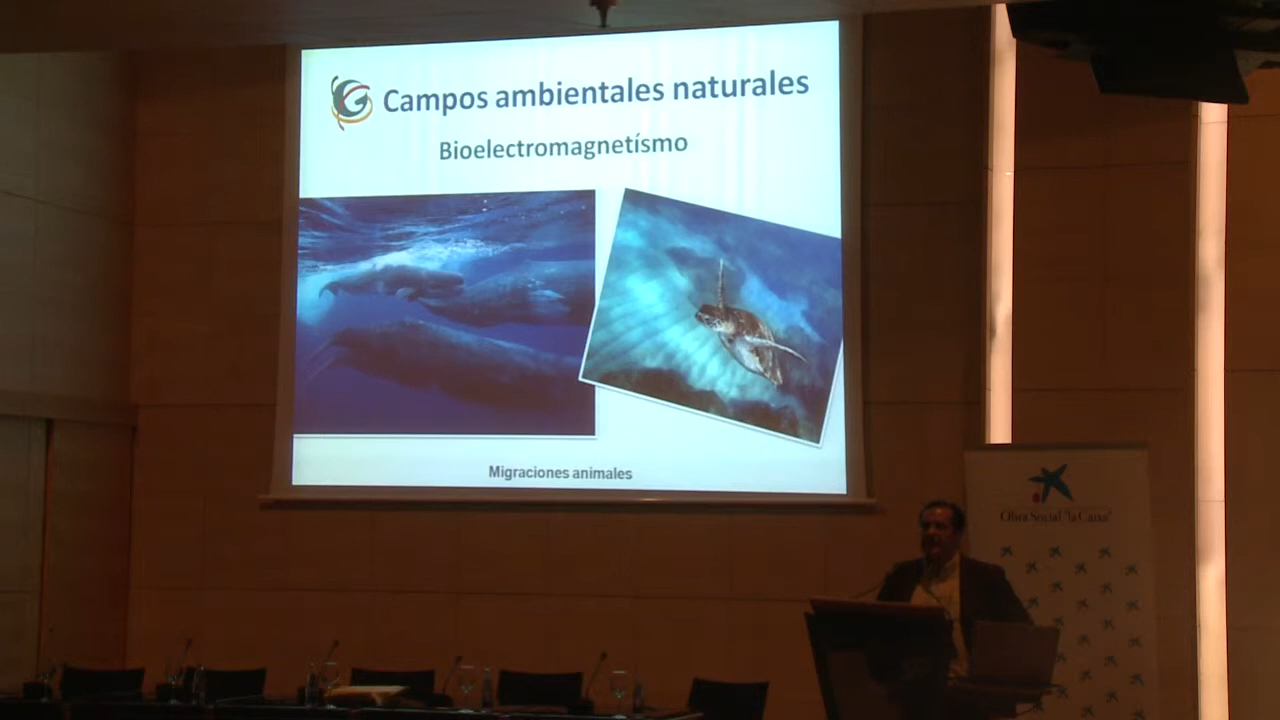 Campos ambientales naturales
Bioelectromagnetísmo
Migraciones animales
Obra Social "la Caixa"